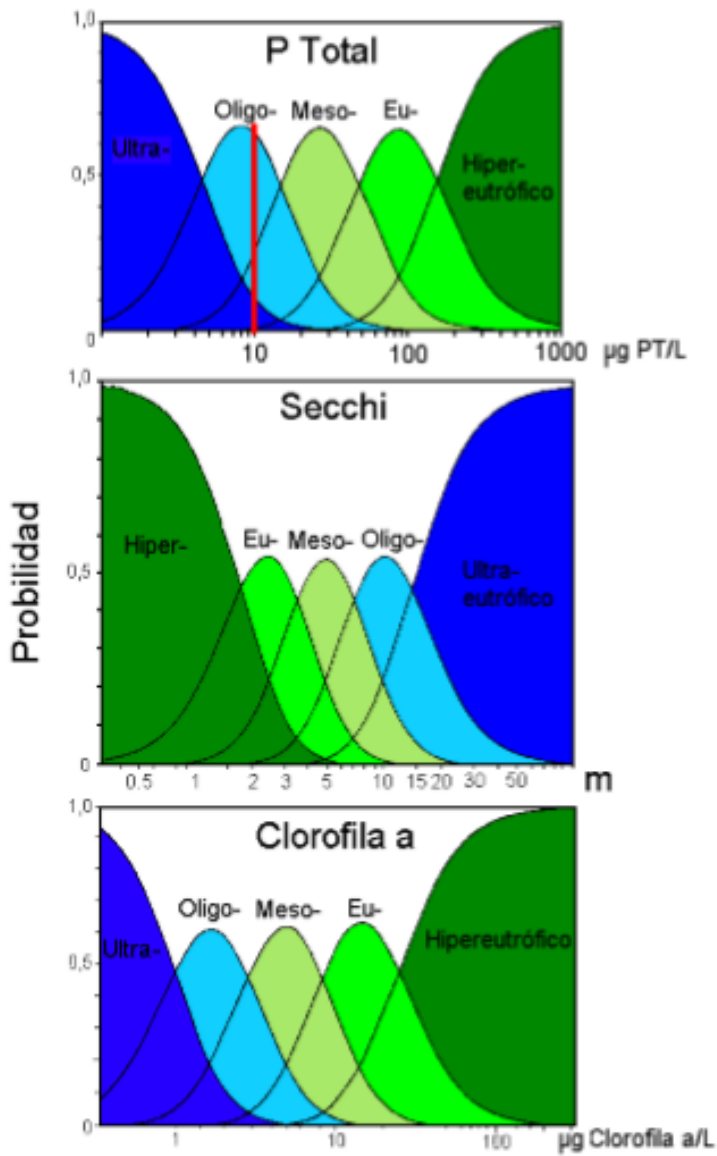 1,0
P Total
Oligo- Meso- Eu-
Ultra-
Hiper-
eutrófico
0,5
0
10 100 1000 µg PT/L
1,0
Secchi
Probilidad
Hiper-
Eu- Meso- Oligo-
Ultra-
eutrófico
0,5
0
0.5 1 2 3 5 10 15 20 30 50 m
1,0
Clorofila a
Oligo- Meso- Eu-
Ultra-
Hipereutrófico
0,5
0
1 10 100 µg Clorofila a/L